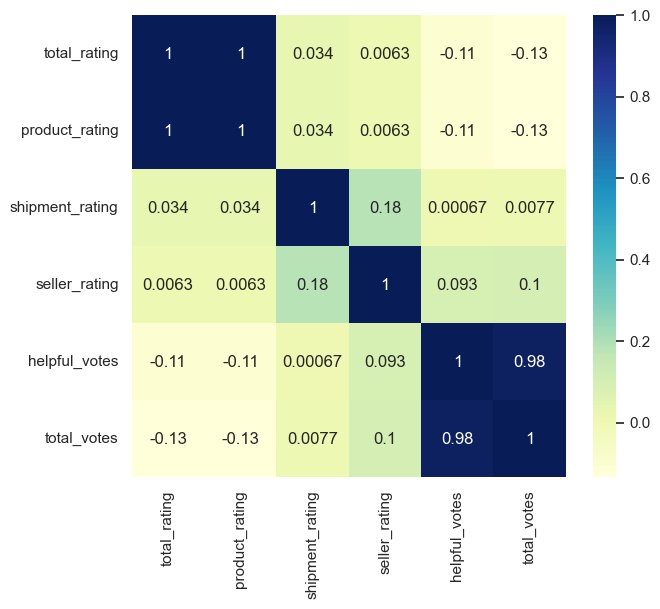 total_rating 1 1 0.034 0.0063 -0.11 -0.13
product_rating 1 1 0.034 0.0063 -0.11 -0.13
shipment_rating 0.034 0.034 1 0.18 0.00067 0.0077
seller_rating 0.0063 0.0063 0.18 1 0.093 0.1
helpful_votes -0.11 -0.11 0.00067 0.093 1 0.98
total_votes -0.13 -0.13 0.0077 0.1 0.98 1
total_rating
product_rating
shipment_rating
seller_rating
helpful_votes
total_votes
1.0
0.8
0.6
0.4
0.2
0.0